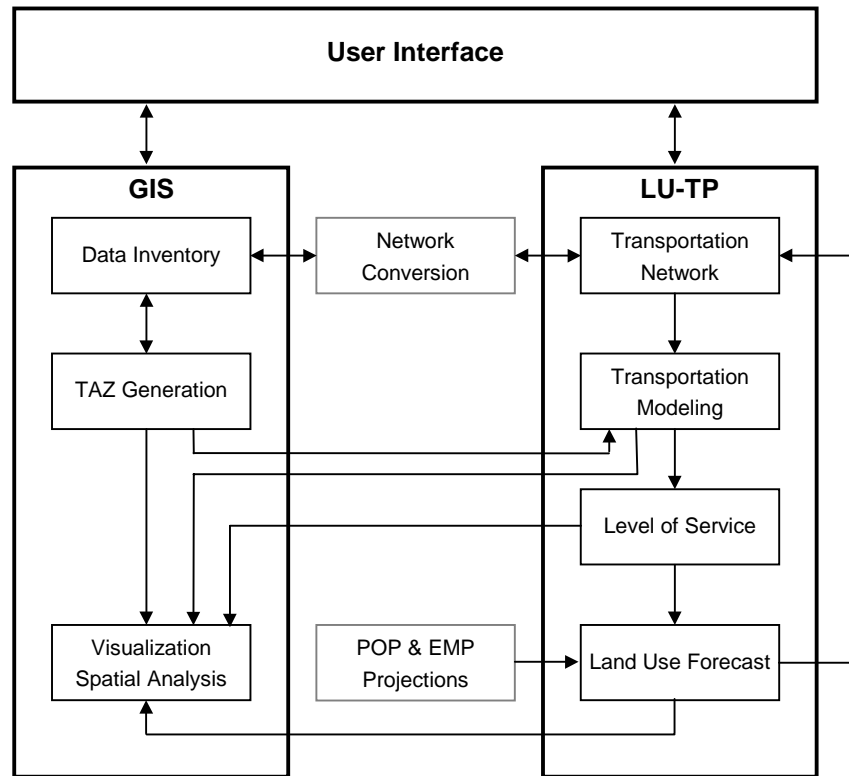 User Interface
GIS
LU-TP
Data Inventory
Network
Conversion
Transportation
Network
TAZ Generation
Transportation
Modeling
Level of Service
Visualization
Spatial Analysis
POP & EMP
Projections
Land Use Forecast